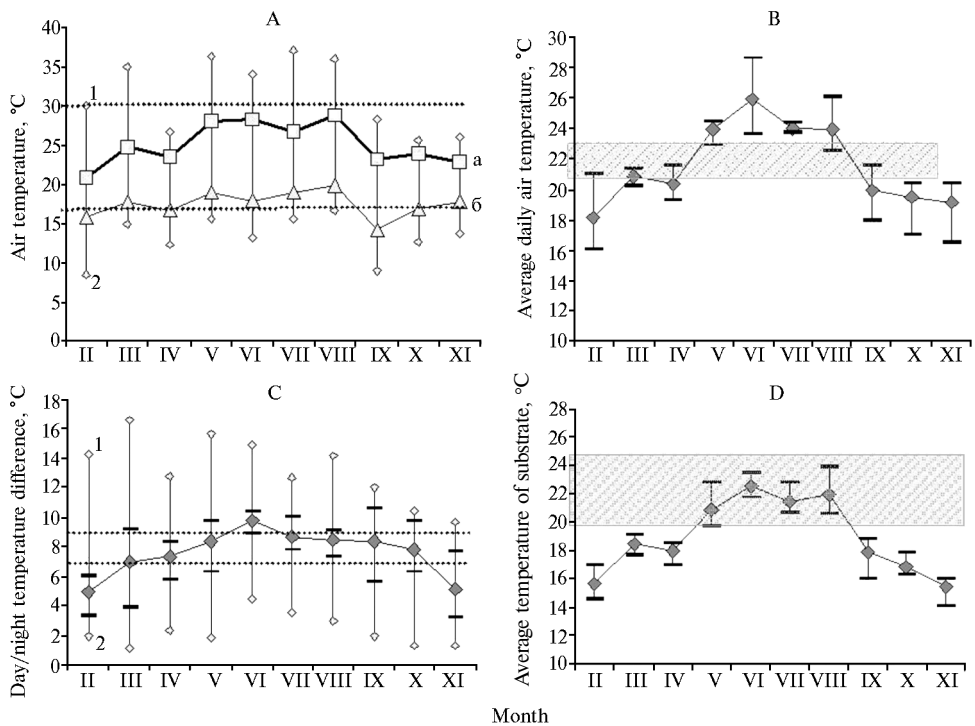 A
Air temperature, °C
40
35
30
25
20
15
10
5
0
1
2
a
б
II III IV V VI VII VIII IX X XI
B
Average daily air temperature, °C
30
28
26
24
22
20
18
16
14
12
10
II III IV V VI VII VIII IX X XI
C
Day/night temperature difference, °C
18
16
14
12
10
8
6
4
2
0
1
2
II III IV V VI VII VIII IX X XI
D
Average temperature of substrate, °C
28
26
24
22
20
18
16
14
12
10
II III IV V VI VII VIII IX X XI
Month